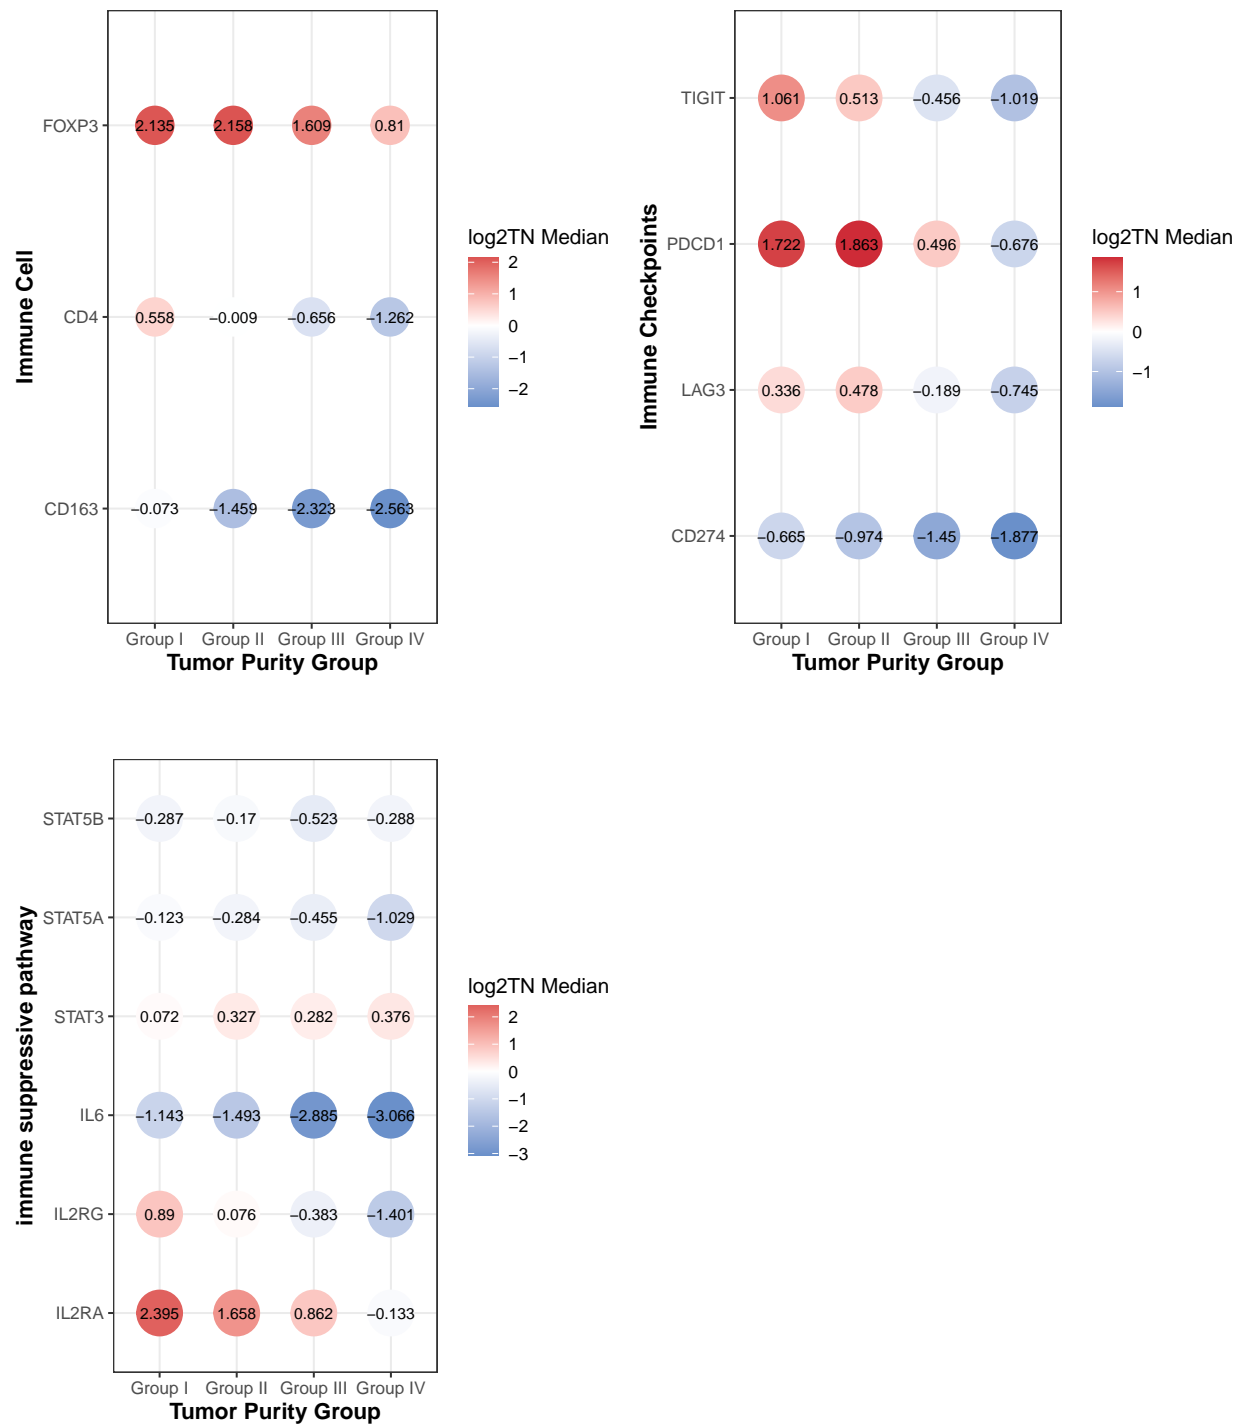 Immune Cell
FOXP3 2.135 2.158 1.609 0.81
CD4 0.558 −0.009 −0.656 −1.262
CD163 −0.073 −1.459 −2.323 −2.563
Group I Group II Group III Group IV
Tumor Purity Group
log2TN Median
2
1
0
−1
−2
Immune Checkpoints
TIGIT 1.061 0.513 −0.456 −1.019
PDCD1 1.722 1.863 0.496 −0.676
LAG3 0.336 0.478 −0.189 −0.745
CD274 −0.665 −0.974 −1.45 −1.877
Group I Group II Group III Group IV
Tumor Purity Group
log2TN Median
1
0
−1
immune suppressive pathway
STAT5B −0.287 −0.17 −0.523 −0.288
STAT5A −0.123 −0.284 −0.455 −1.029
STAT3 0.072 0.327 0.282 0.376
IL6 −1.143 −1.493 −2.885 −3.066
IL2RG 0.89 0.076 −0.383 −1.401
IL2RA 2.395 1.658 0.862 −0.133
Group I Group II Group III Group IV
Tumor Purity Group
log2TN Median
2
1
0
−1
−2
−3